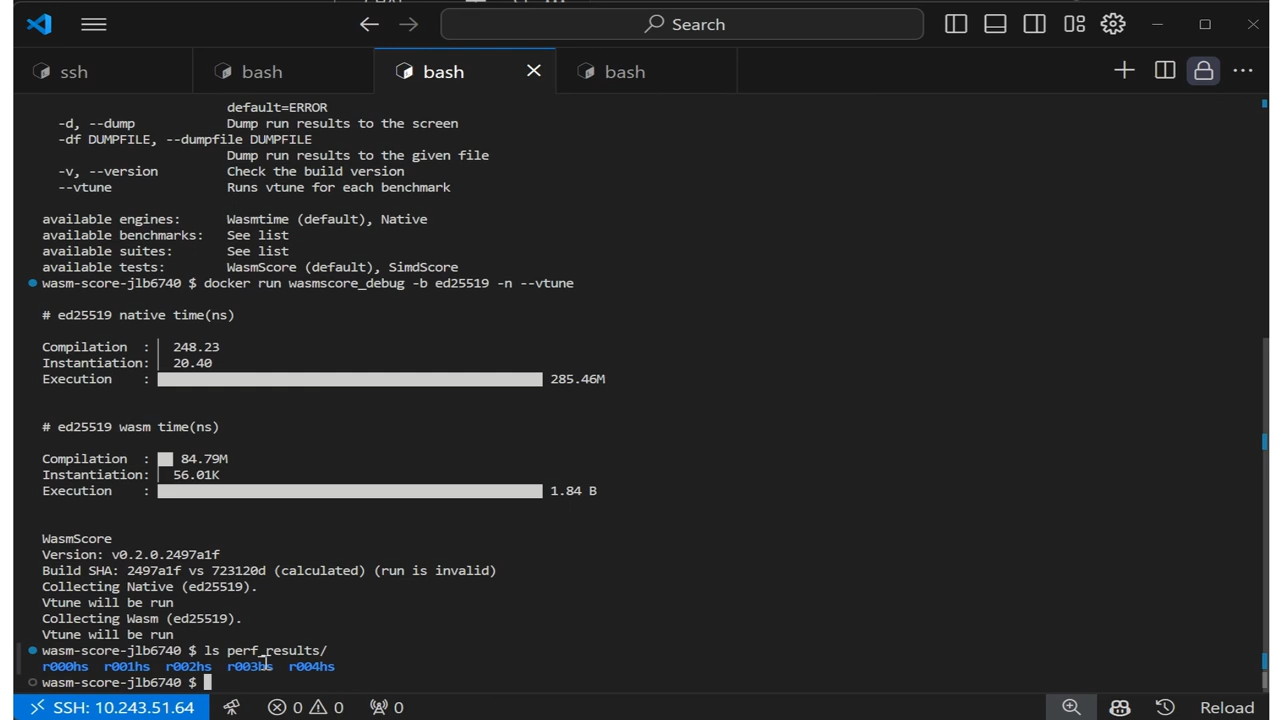 Search
ssh
bash
bash
bash
default=ERROR
-d, --dump Dump run results to the screen
-df DUMPFILE, --dumpfile DUMPFILE
Dump run results to the given file
-v, --version Check the build version
--vtune Runs vtune for each benchmark
available engines: Wasmtime (default), Native
available benchmarks: See list
available suites: See list
available tests: WasmScore (default), SimdScore
wasm-score-jlb6740 $ docker run wasmscore_debug -b ed25519 -n --vtune
# ed25519 native time(ns)
Compilation : 248.23
Instantiation: 20.40
Execution : 285.46M
# ed25519 wasm time(ns)
Compilation : 84.79M
Instantiation: 56.01K
Execution : 1.84 B
WasmScore
Version: v0.2.0.2497a1f
Build SHA: 2497a1f vs 723120d (calculated) (run is invalid)
Collecting Native (ed25519).
Vtune will be run
Collecting Wasm (ed25519).
Vtune will be run
wasm-score-jlb6740 $ ls perf_results/
r000hs r001hs r002hs r003hs r004hs
wasm-score-jlb6740 $
SSH: 10.243.51.64 0 0 0 Reload